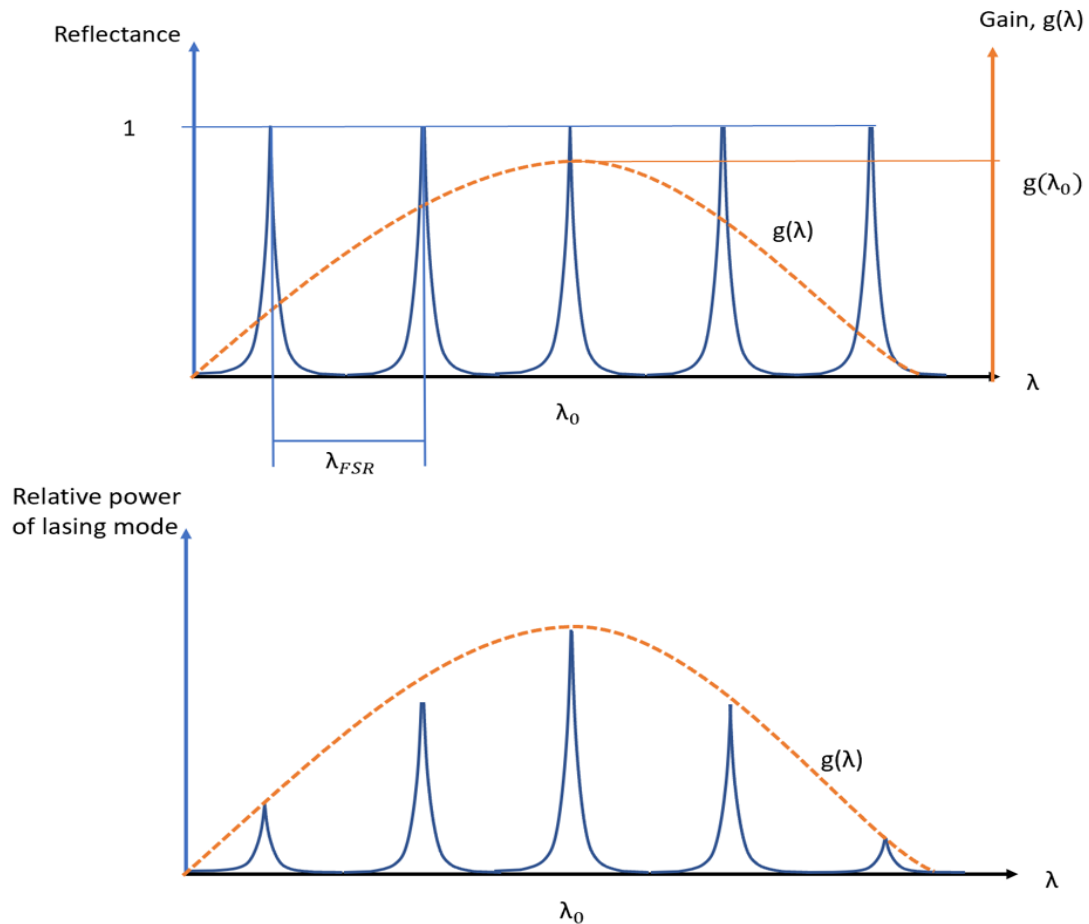 Reflectance
Gain, g(λ)
1
g(λ₀)
g(λ)
λ
λ₀
λ_FSR
Relative power
of lasing mode
g(λ)
λ
λ₀